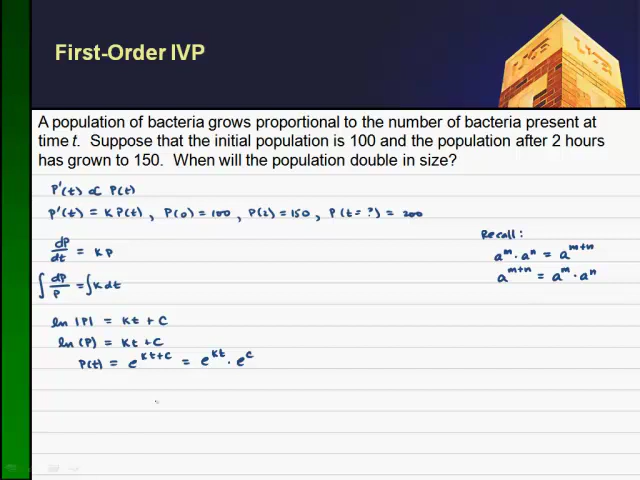 First-Order IVP
A population of bacteria grows proportional to the number of bacteria present at
time t. Suppose that the initial population is 100 and the population after 2 hours
has grown to 150. When will the population double in size?
P'(t) ∝ P(t)
P'(t) = K P(t) , P(0) = 100 , P(2) = 150 , P(t = ?) = 200
dP/dt = KP
∫ dP/P = ∫ K dt
ln |P| = Kt + C
ln (P) = Kt + C
P(t) = e^(Kt+C) = e^(Kt) · e^C
Recall:
a^m · a^n = a^(m+n)
a^(m+n) = a^m · a^n